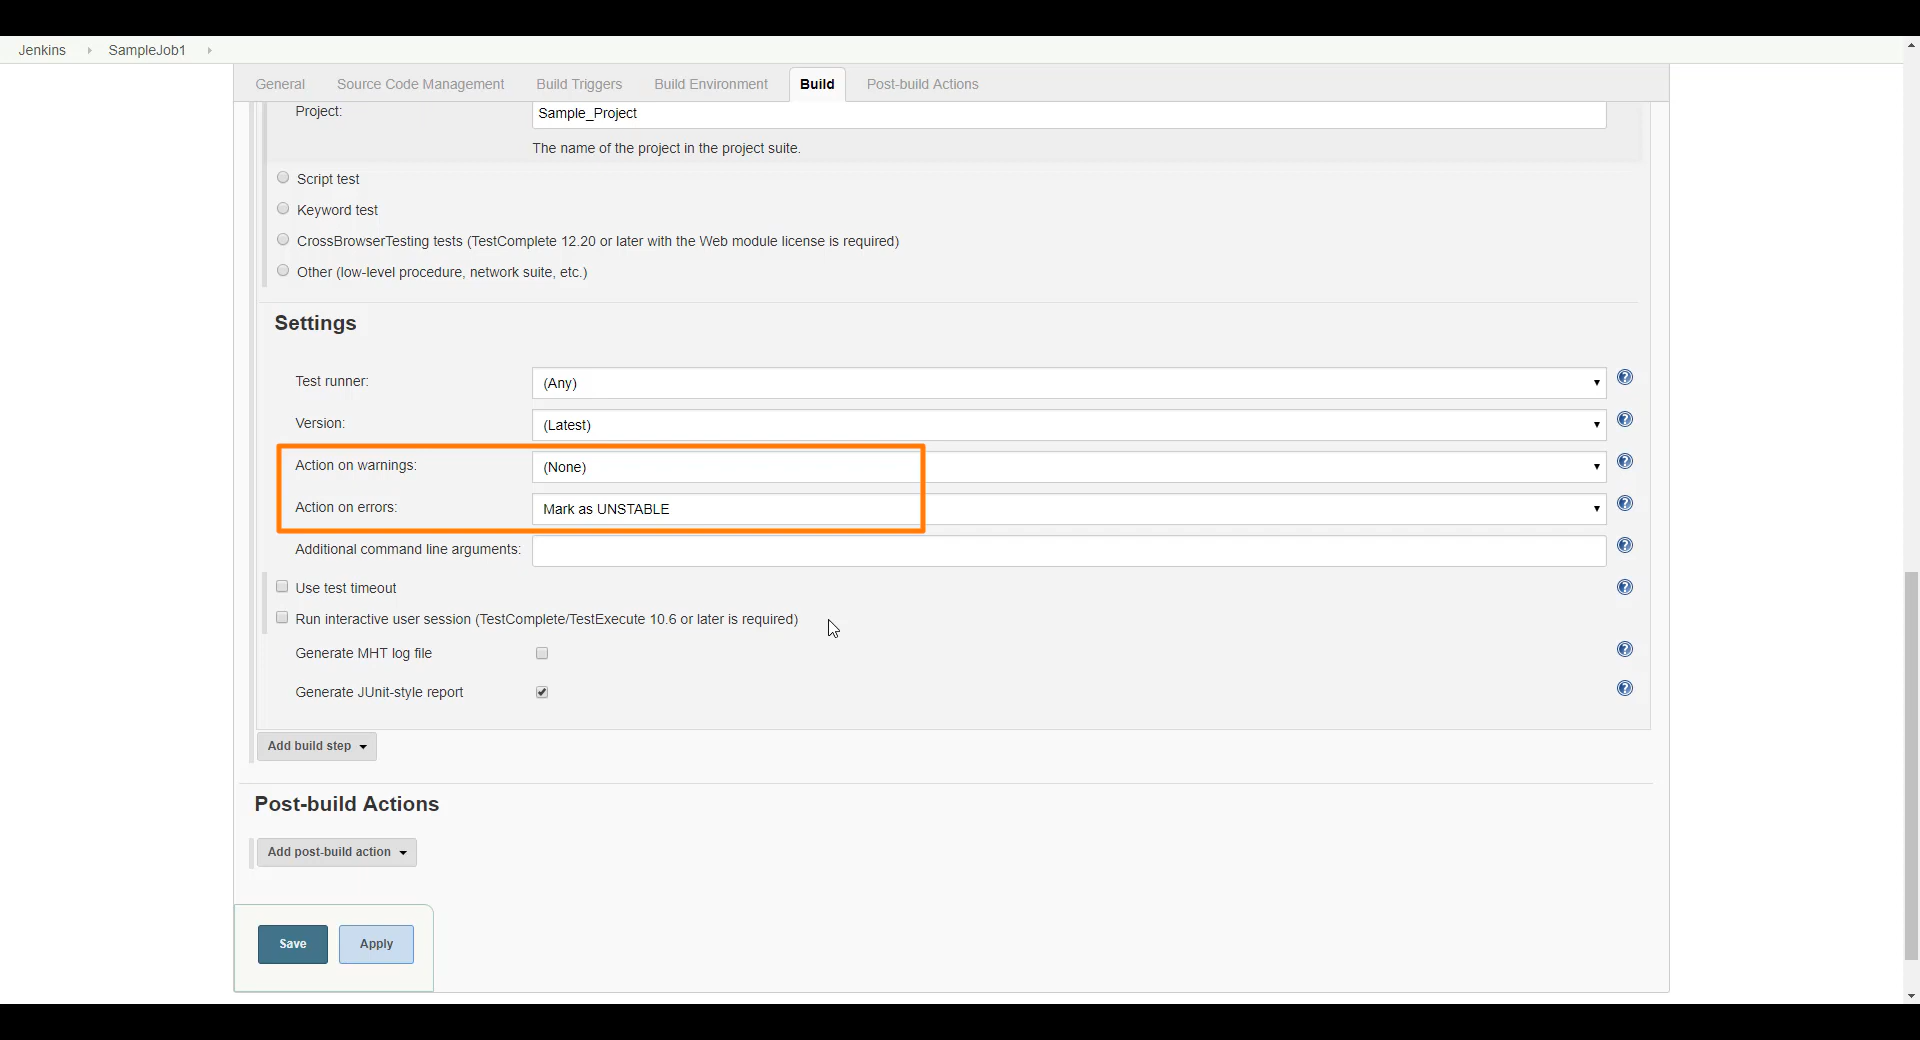 Jenkins SampleJob1
General Source Code Management Build Triggers Build Environment Build Post-build Actions
Project: Sample_Project
The name of the project in the project suite.
Script test
Keyword test
CrossBrowserTesting tests (TestComplete 12.20 or later with the Web module license is required)
Other (low-level procedure, network suite, etc.)
Settings
Test runner: (Any)
Version: (Latest)
Action on warnings: (None)
Action on errors: Mark as UNSTABLE
Additional command line arguments:
Use test timeout
Run interactive user session (TestComplete/TestExecute 10.6 or later is required)
Generate MHT log file
Generate JUnit-style report
Add build step
Post-build Actions
Add post-build action
Save Apply